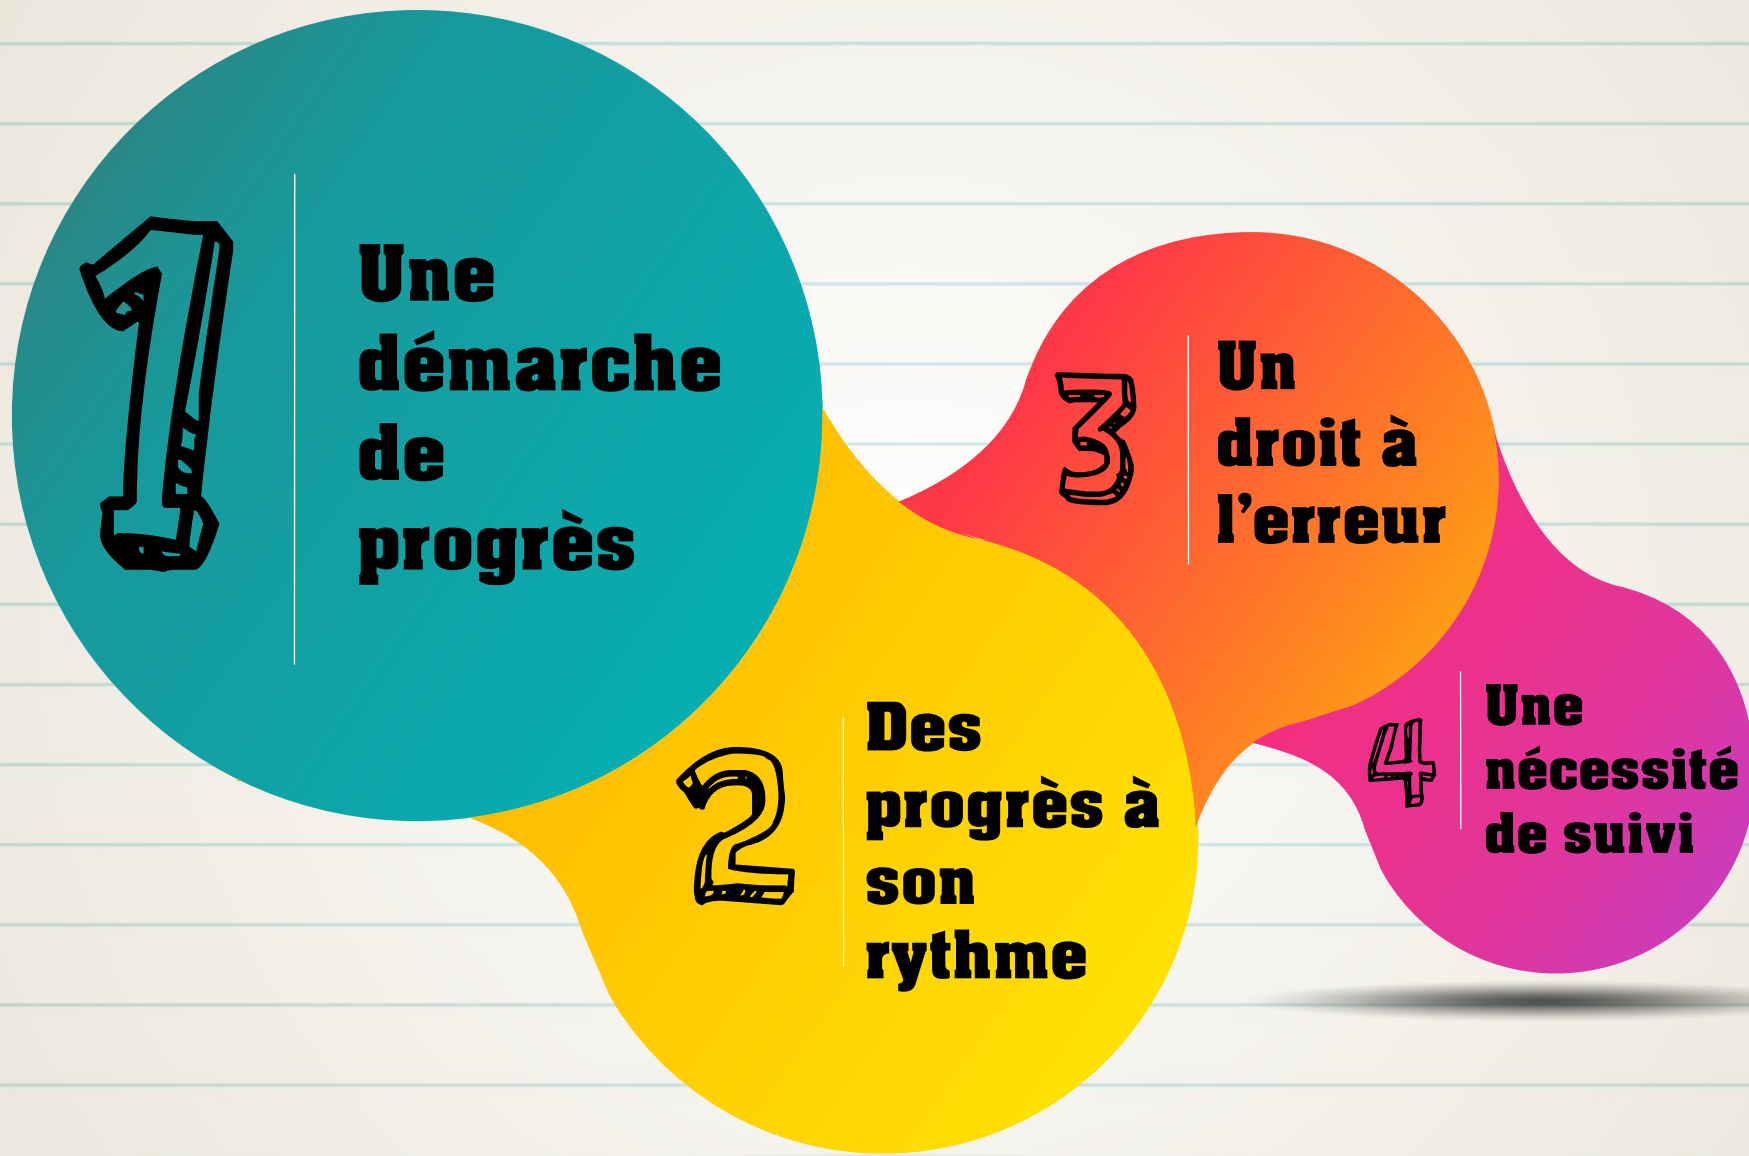 1
Une
démarche
de
progrès
2
Des
progrès à
son
rythme
3
Un
droit à
l’erreur
4
Une
nécessité
de suivi